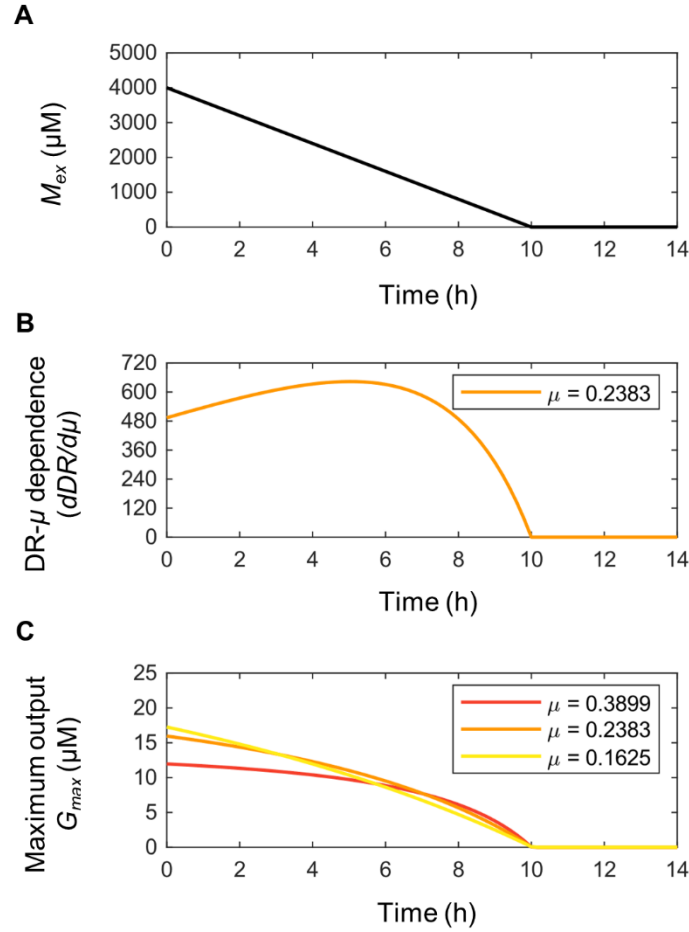 A
5000
4000
3000
2000
1000
0
M_ex (μM)
0 2 4 6 8 10 12 14
Time (h)
B
720
600
480
360
240
120
0
DR-μ dependence
(dDR/dμ)
μ = 0.2383
0 2 4 6 8 10 12 14
Time (h)
C
25
20
15
10
5
0
Maximum output
G_max (μM)
μ = 0.3899
μ = 0.2383
μ = 0.1625
0 2 4 6 8 10 12 14
Time (h)